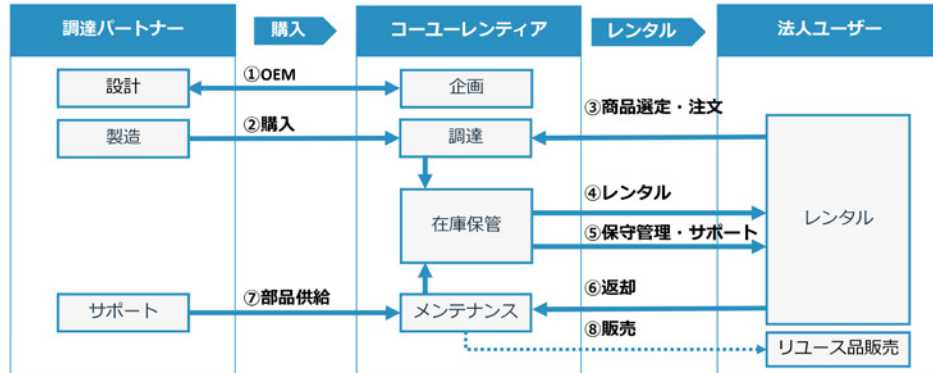 調達パートナー
購入
コーユーレンティア
レンタル
法人ユーザー
設計
①OEM
企画
③商品選定・注文
製造
②購入
調達
④レンタル
在庫保管
レンタル
⑤保守管理・サポート
サポート
⑦部品供給
メンテナンス
⑥返却
⑧販売
リユース品販売